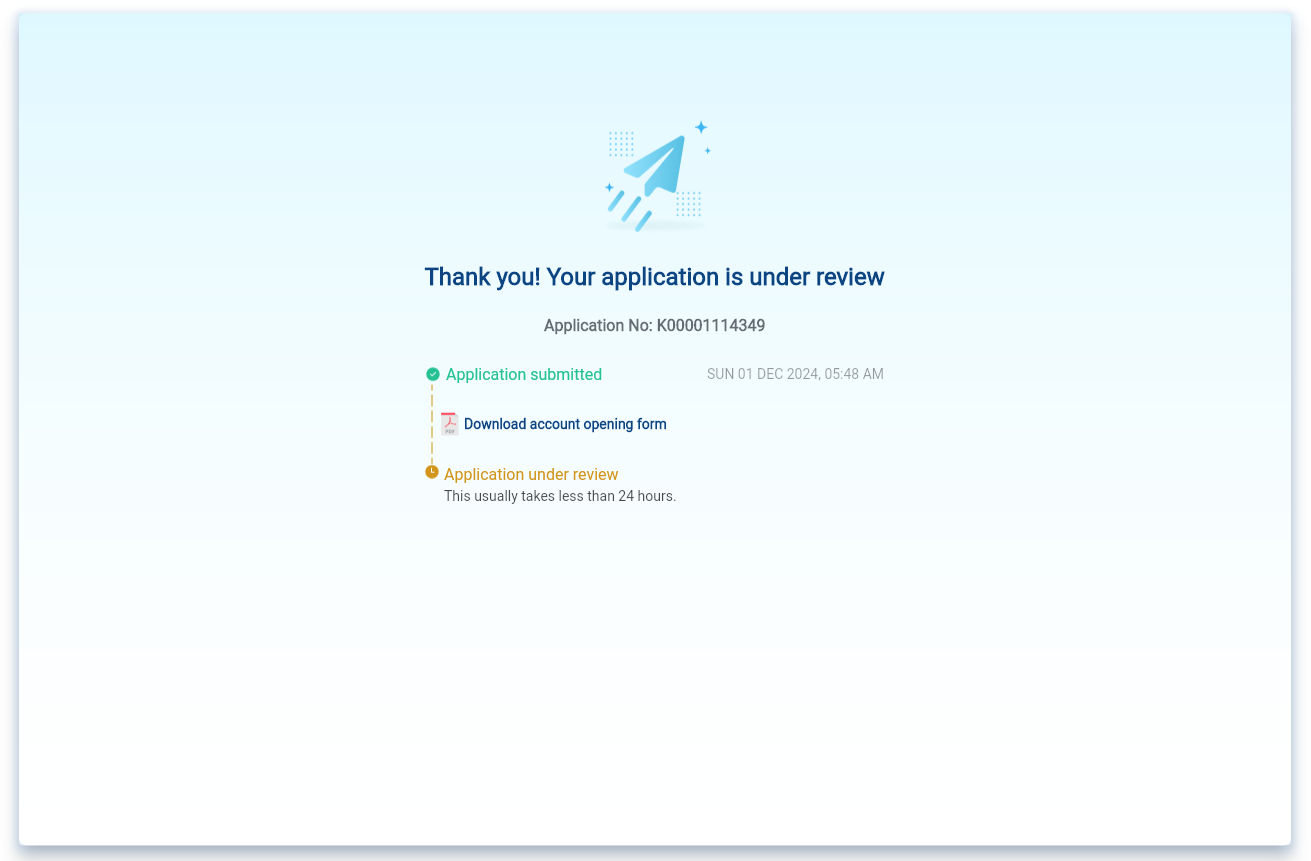 Thank you! Your application is under review
Application No: K00001114349
Application submitted SUN 01 DEC 2024, 05:48 AM
PDF Download account opening form
Application under review
This usually takes less than 24 hours.